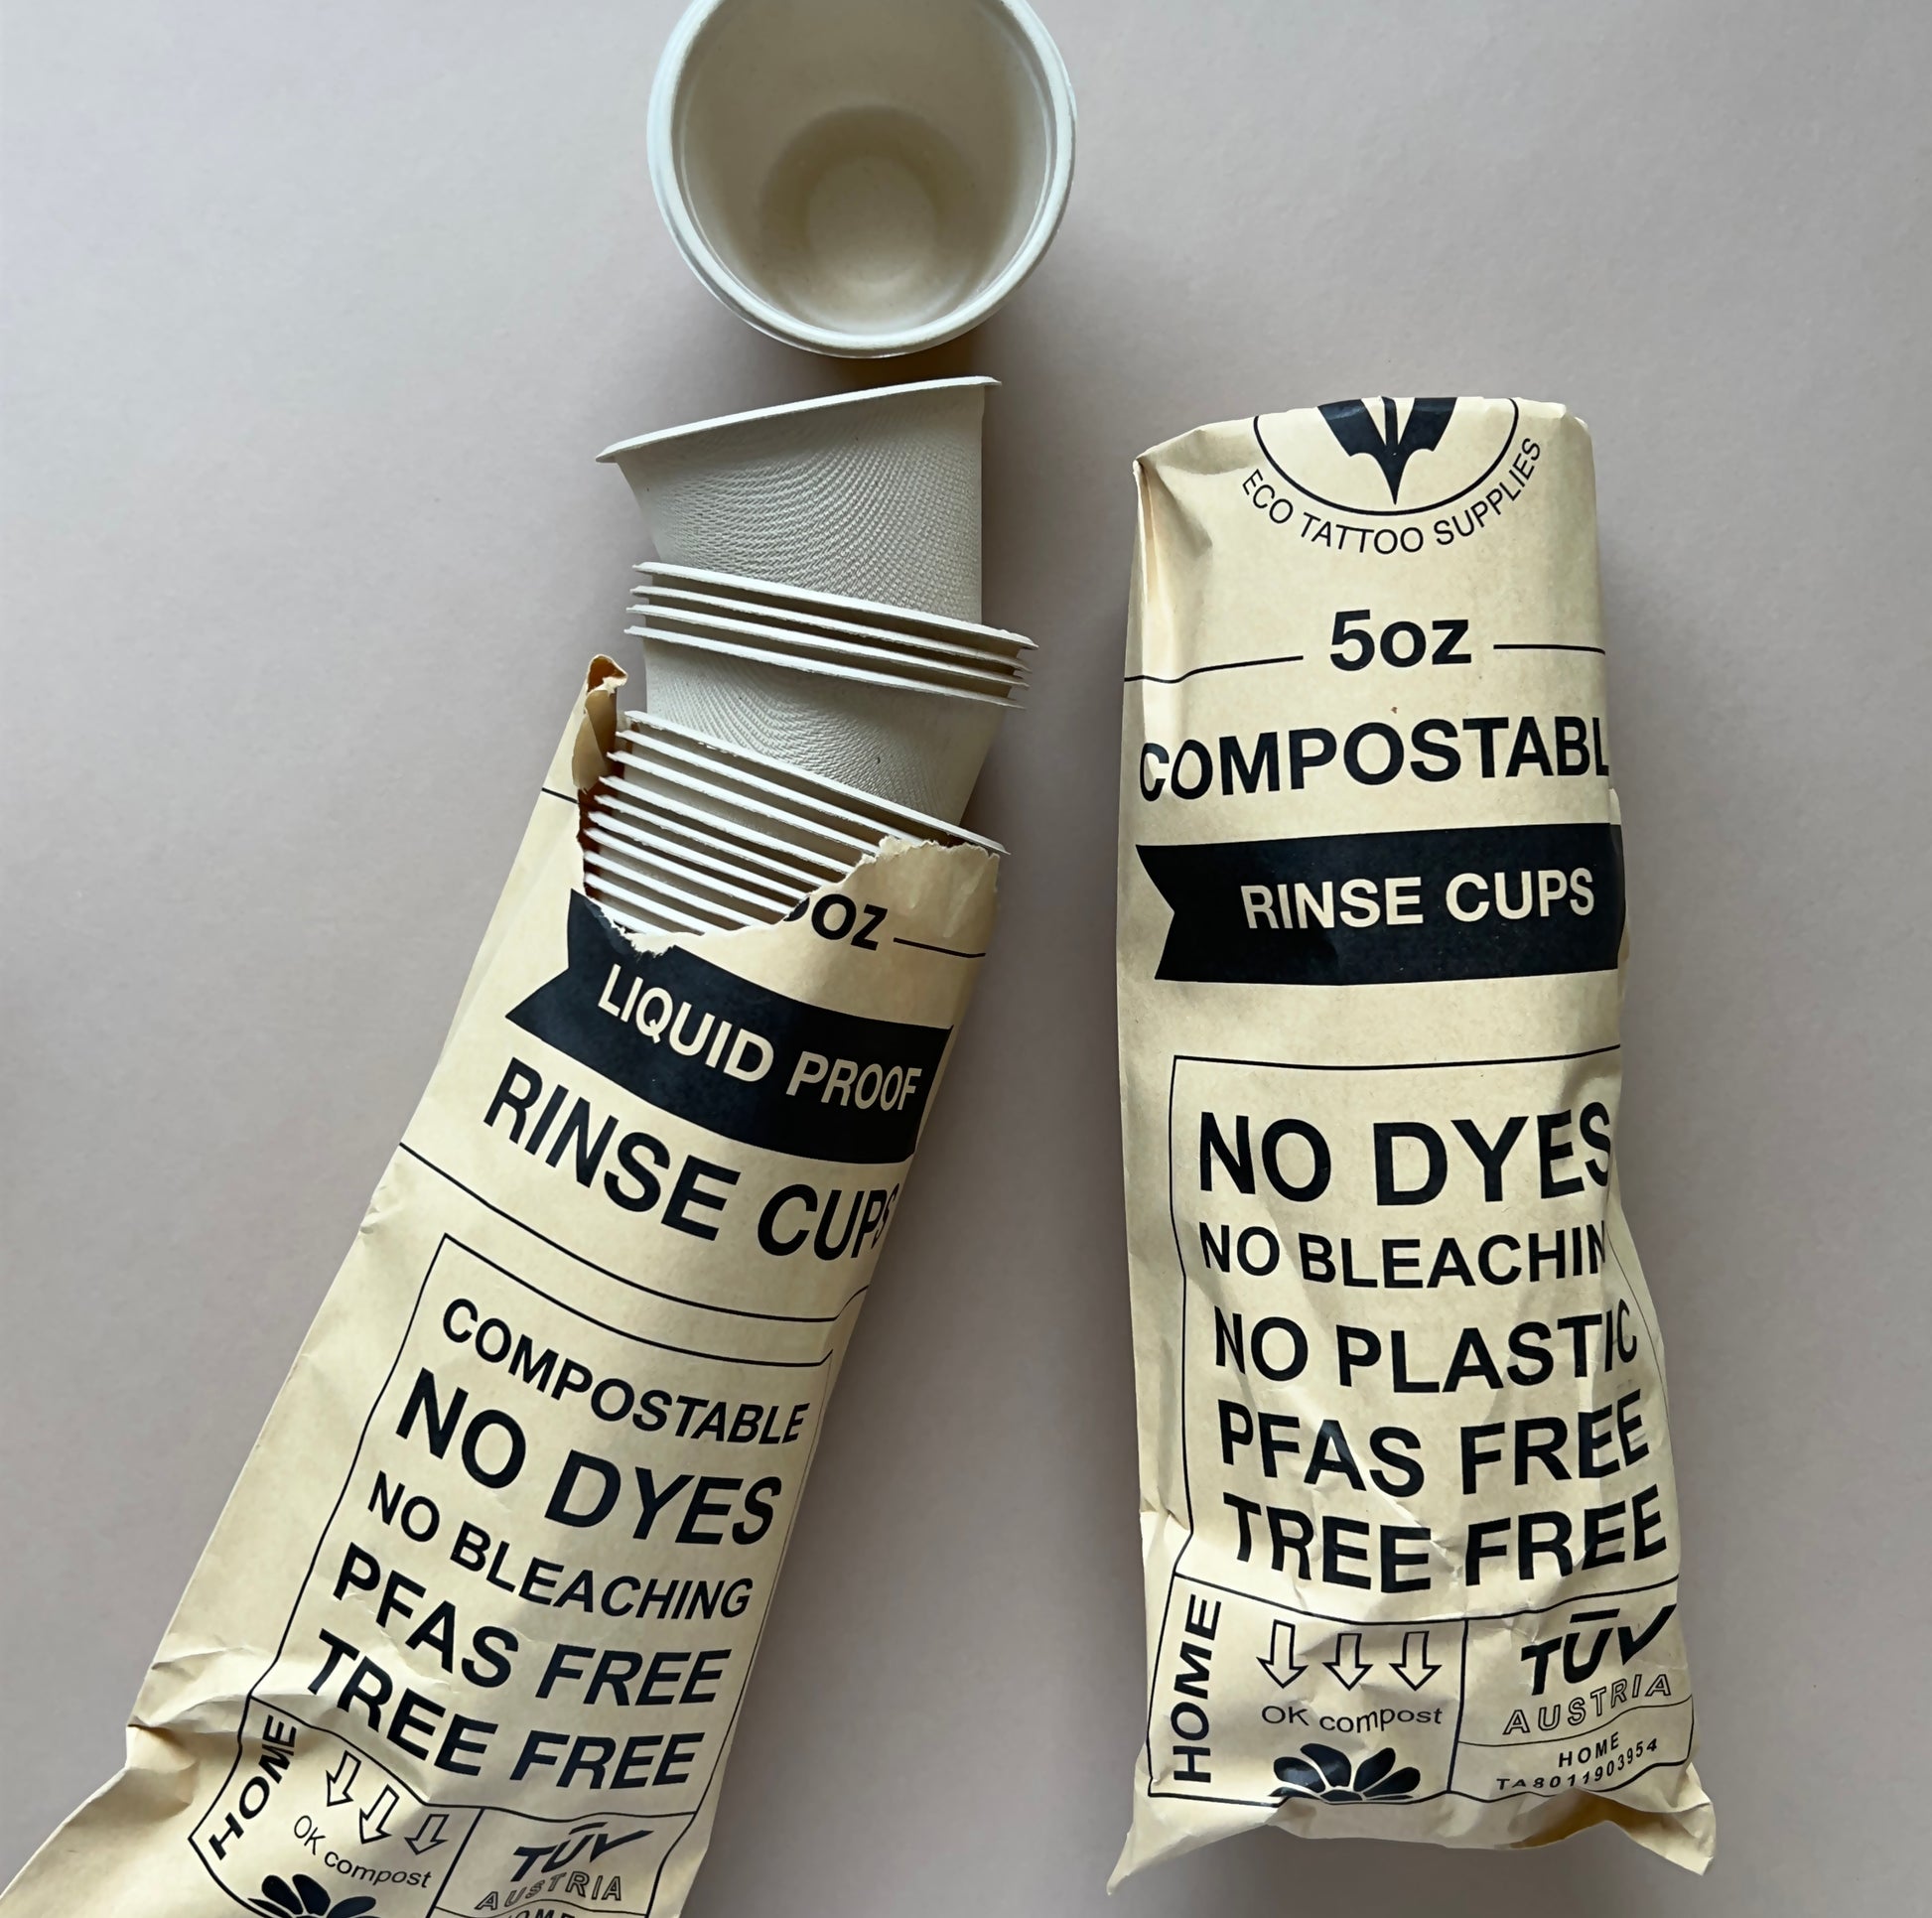 OZ
LIQUID PROOF
RINSE CUPS
COMPOSTABLE
NO DYES
NO BLEACHING
PFAS FREE
TREE FREE
HOME
OK compost
TÜV
AUSTRIA
HOME
ECO TATTOO SUPPLIES
5oz
COMPOSTABL
RINSE CUPS
NO DYES
NO BLEACHIN
NO PLASTIC
PFAS FREE
TREE FREE
HOME
OK compost
TÜV
AUSTRIA
HOME
TA8011903954